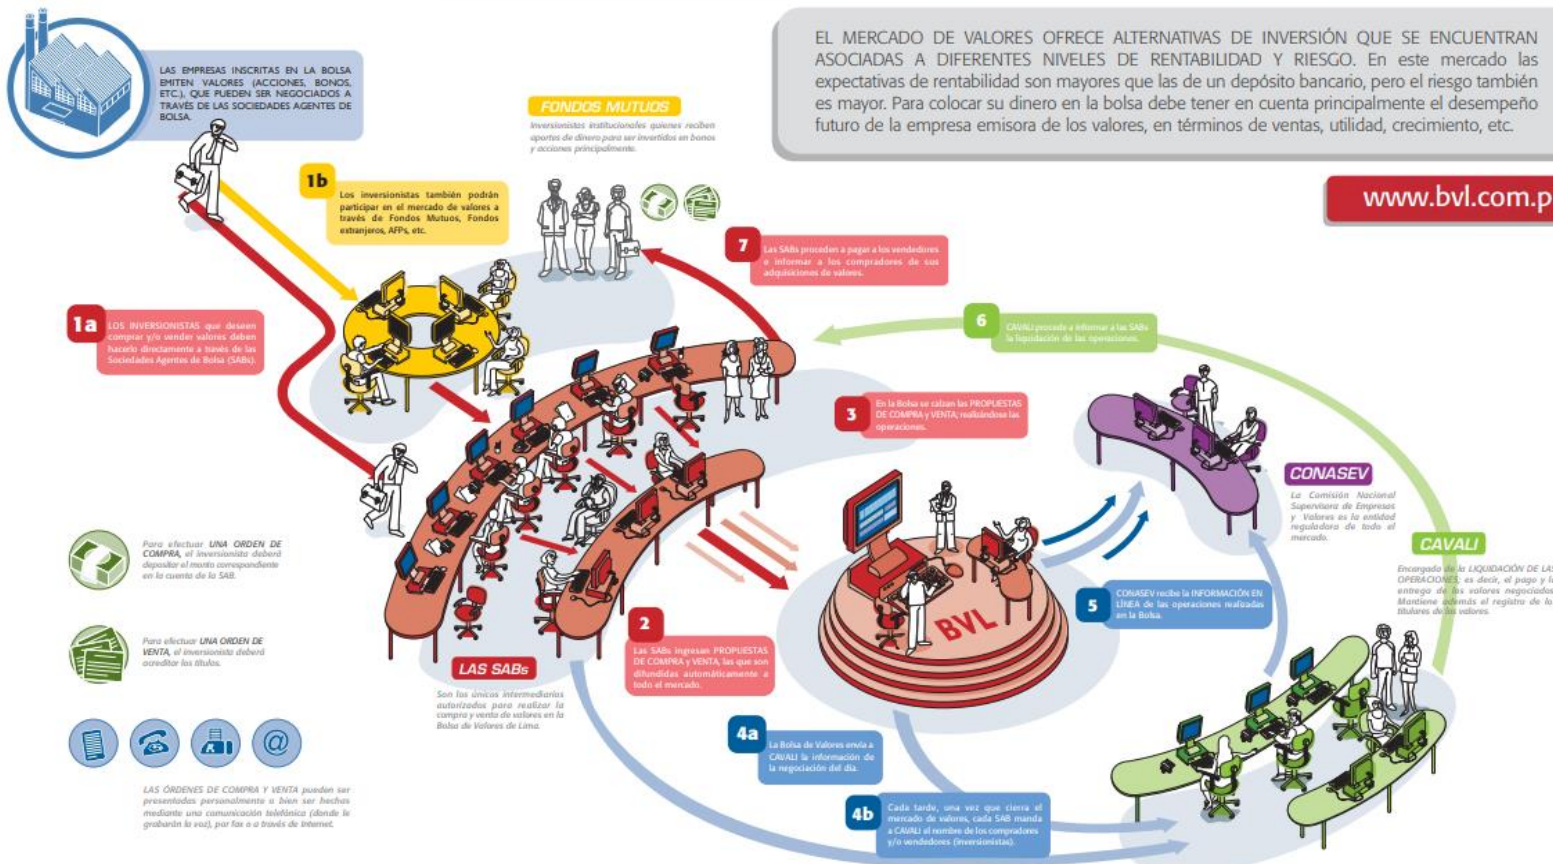 LAS EMPRESAS INSCRITAS EN LA BOLSA
EMITEN VALORES (ACCIONES, BONOS,
ETC.), QUE PUEDEN SER NEGOCIADOS A
TRAVÉS DE LAS SOCIEDADES AGENTES DE
BOLSA.
EL MERCADO DE VALORES OFRECE ALTERNATIVAS DE INVERSIÓN QUE SE ENCUENTRAN
ASOCIADAS A DIFERENTES NIVELES DE RENTABILIDAD Y RIESGO. En este mercado las
expectativas de rentabilidad son mayores que las de un depósito bancario, pero el riesgo también
es mayor. Para colocar su dinero en la bolsa debe tener en cuenta principalmente el desempeño
futuro de la empresa emisora de los valores, en términos de ventas, utilidad, crecimiento, etc.
www.bvl.com.p
FONDOS MUTUOS
Inversionistas institucionales quienes reciben
aportes de dinero para ser invertidos en bonos
y acciones principalmente.
1b
Los inversionistas también podrán
participar en el mercado de valores a
través de Fondos Mutuos, Fondos
extranjeros, AFPs, etc.
1a
LOS INVERSIONISTAS que deseen
comprar y/o vender valores deben
hacerlo directamente a través de las
Sociedades Agentes de Bolsa (SABs).
7
Las SABs proceden a pagar a los vendedores
e informar a los compradores de sus
adquisiciones de valores.
6
CAVALI procede a informar a las SABs
la liquidación de las operaciones.
3
En la Bolsa se calzan las PROPUESTAS
DE COMPRA y VENTA; realizándose las
operaciones.
CONASEV
La Comisión Nacional
Supervisora de Empresas
y Valores es la entidad
reguladora de todo el
mercado.
CAVALI
Encargado de la LIQUIDACIÓN DE LAS
OPERACIONES; es decir, el pago y la
entrega de los valores negociados.
Mantiene además el registro de lo
titulares de los valores.
Para efectuar UNA ORDEN DE
COMPRA, el inversionista deberá
depositar el monto correspondiente
en la cuenta de la SAB.
Para efectuar UNA ORDEN DE
VENTA, el inversionista deberá
acreditar los títulos.
@
LAS ÓRDENES DE COMPRA Y VENTA pueden ser
presentadas personalmente o bien ser hechas
mediante una comunicación telefónica (donde le
grabarán la voz), por fax o a través de Internet.
LAS SABs
Son los únicos intermediarios
autorizados para realizar la
compra y venta de valores en la
Bolsa de Valores de Lima.
2
Las SABs ingresan PROPUESTAS
DE COMPRA y VENTA, las que son
difundidas automáticamente a
todo el mercado.
BVL
5
CONASEV recibe la INFORMACIÓN EN
LÍNEA de las operaciones realizadas
en la Bolsa.
4a
La Bolsa de Valores envía a
CAVALI la información de
la negociación del día.
4b
Cada tarde, una vez que cierra el
mercado de valores, cada SAB manda
a CAVALI el nombre de los compradores
y/o vendedores (inversionistas).